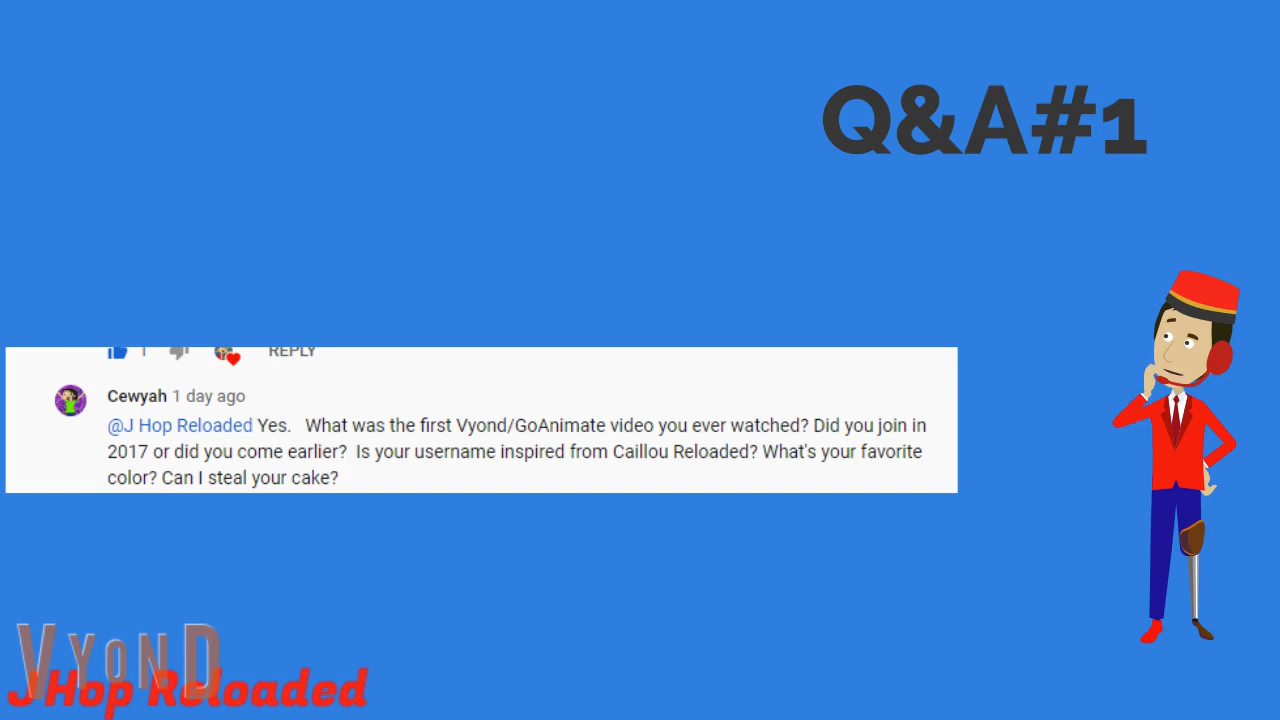 Q&A#1
1 REPLY
Cewyah 1 day ago
@J Hop Reloaded Yes. What was the first Vyond/GoAnimate video you ever watched? Did you join in
2017 or did you come earlier? Is your username inspired from Caillou Reloaded? What's your favorite
color? Can I steal your cake?
VYOND
J Hop Reloaded